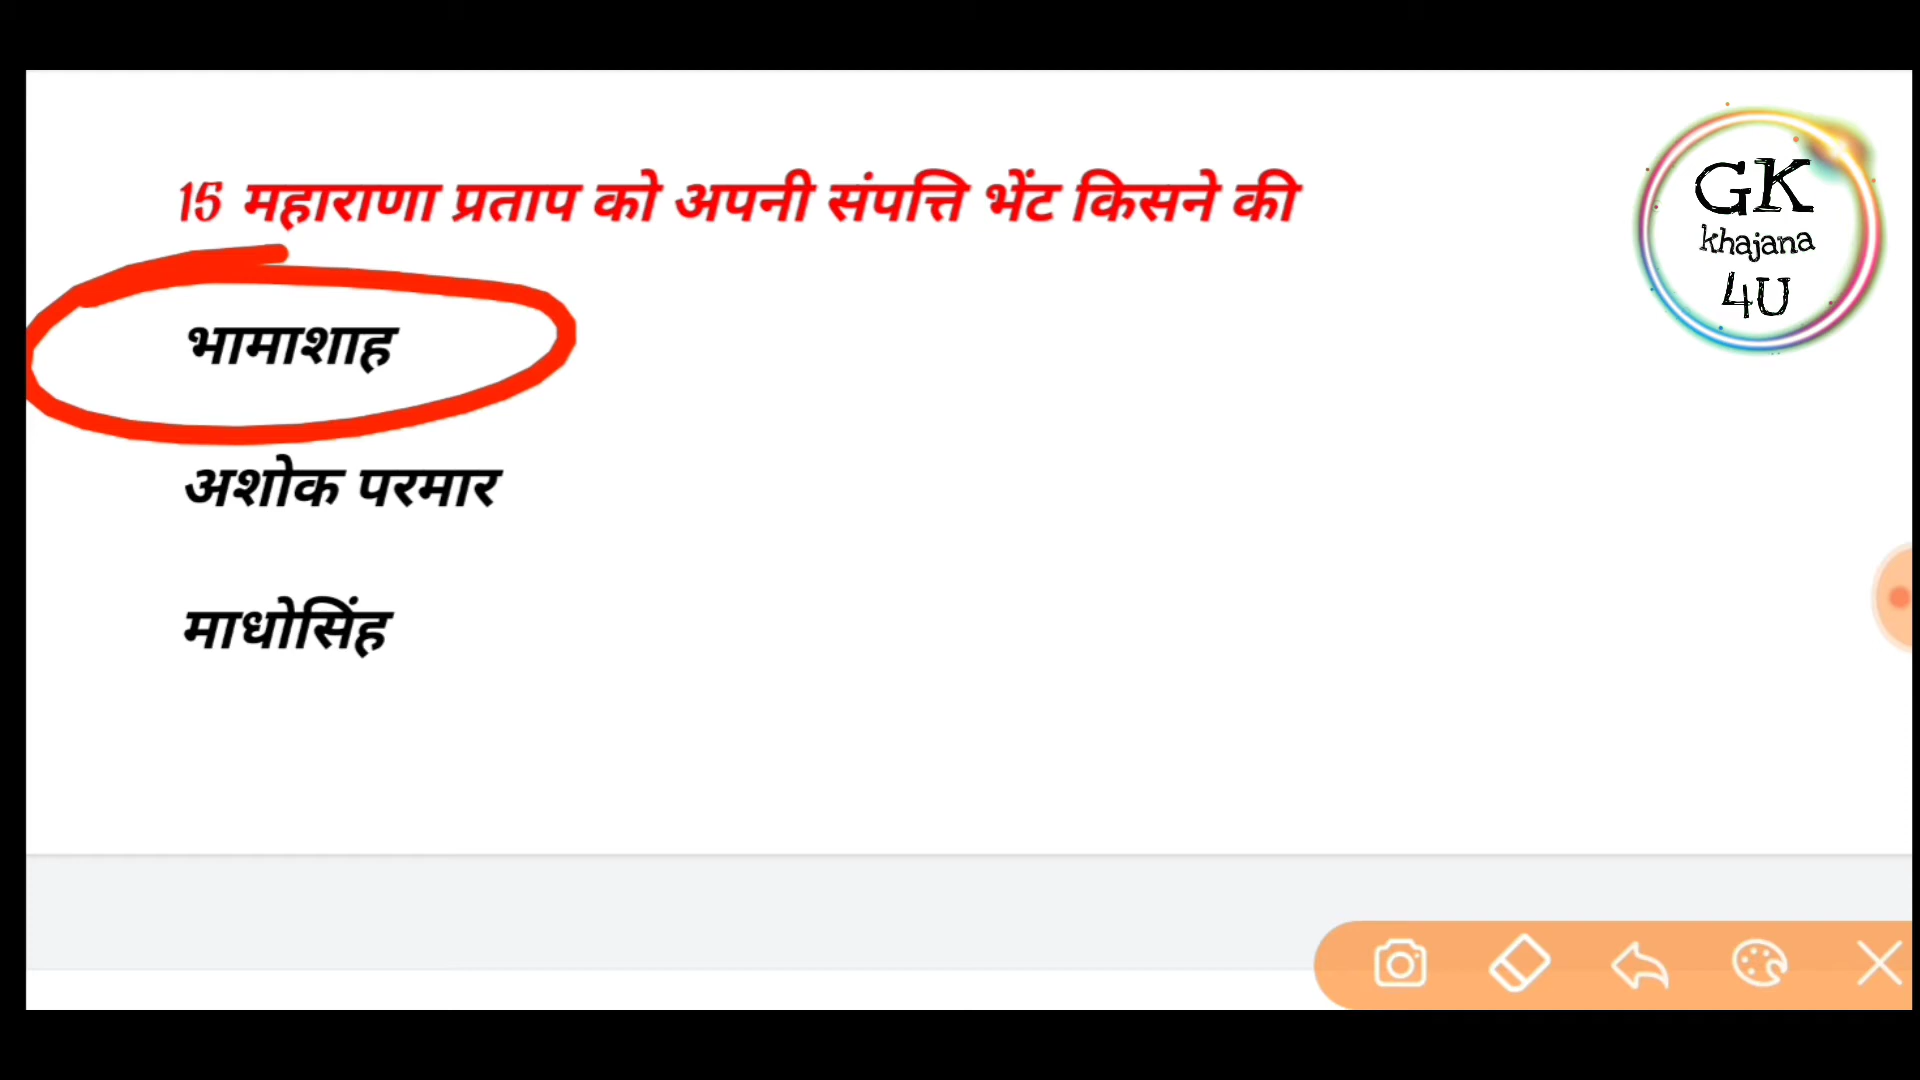 15 महाराणा प्रताप को अपनी संपत्ति भेंट किसने की
भामाशाह
अशोक परमार
माधोसिंह
GK
khajana
4U